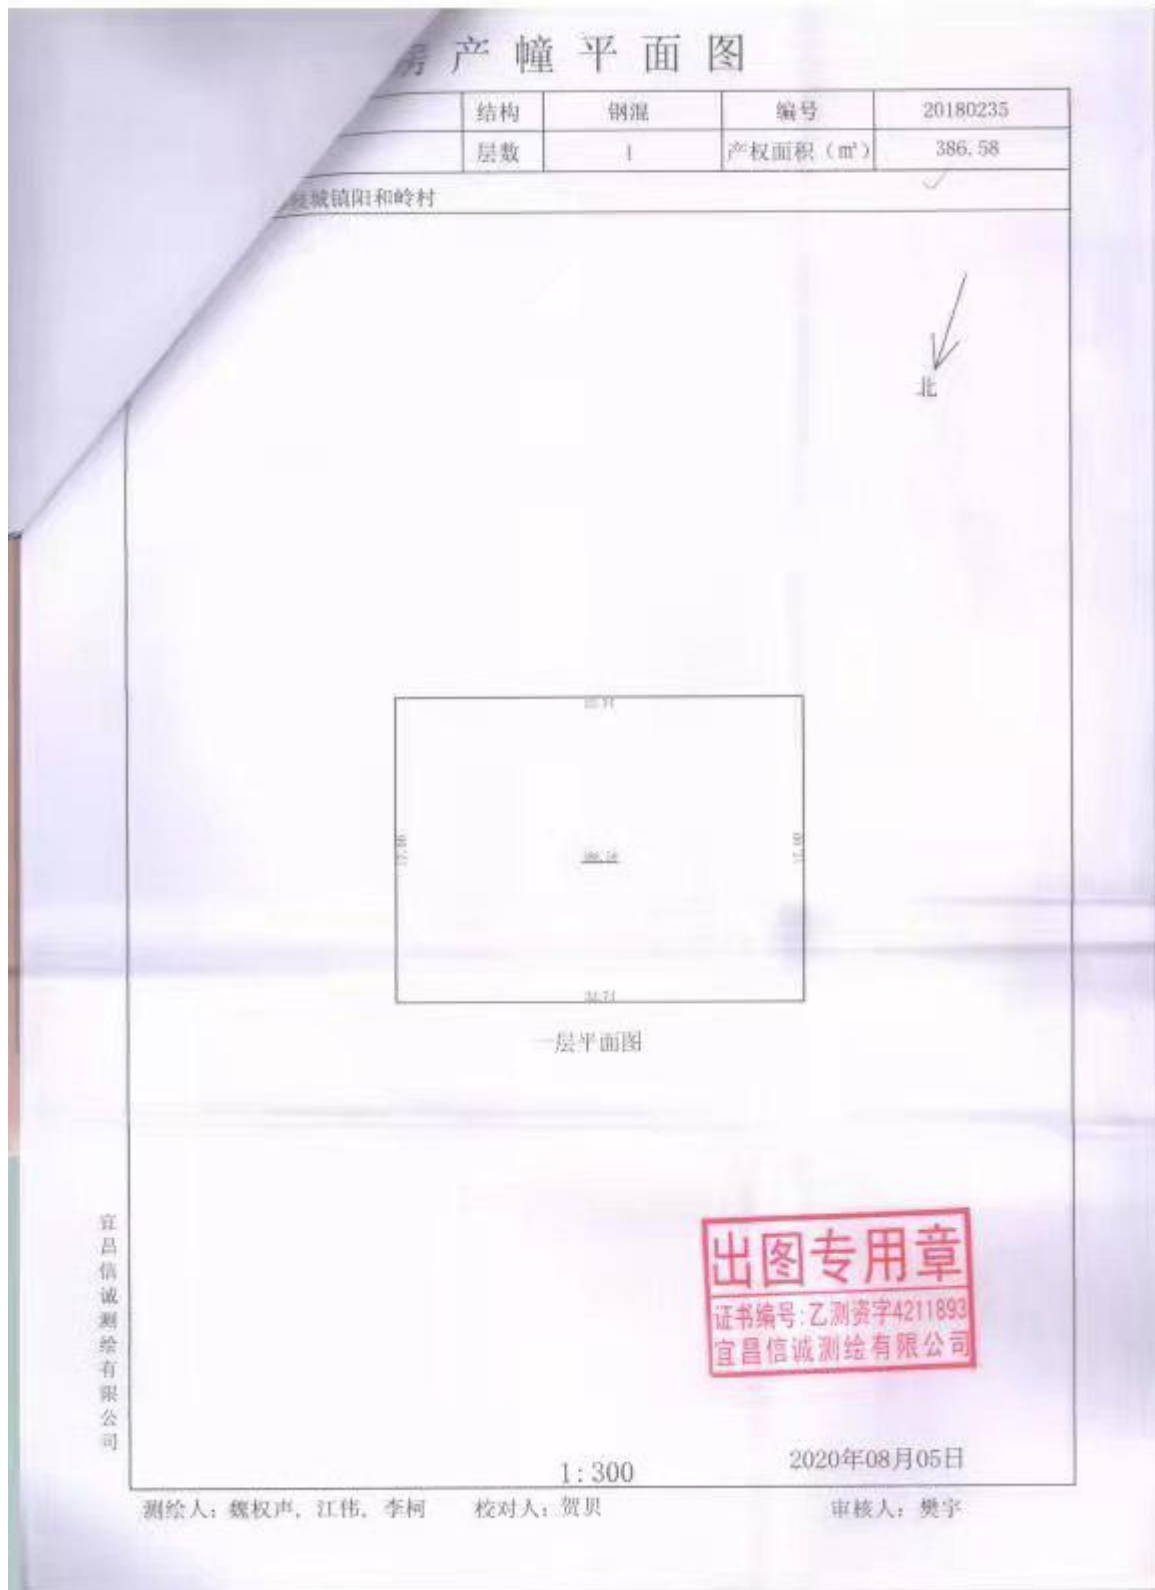 房产幢平面图
结构 钢混 编号 20180235
层数 1 产权面积（㎡） 386.58
城镇阳和岭村
北
一层平面图
宜昌信诚测绘有限公司
出图专用章
证书编号:乙测资字4211893
宜昌信诚测绘有限公司
2020年08月05日
1:300
测绘人：魏权声，江伟，李柯 校对人：贺贝 审核人：樊宇